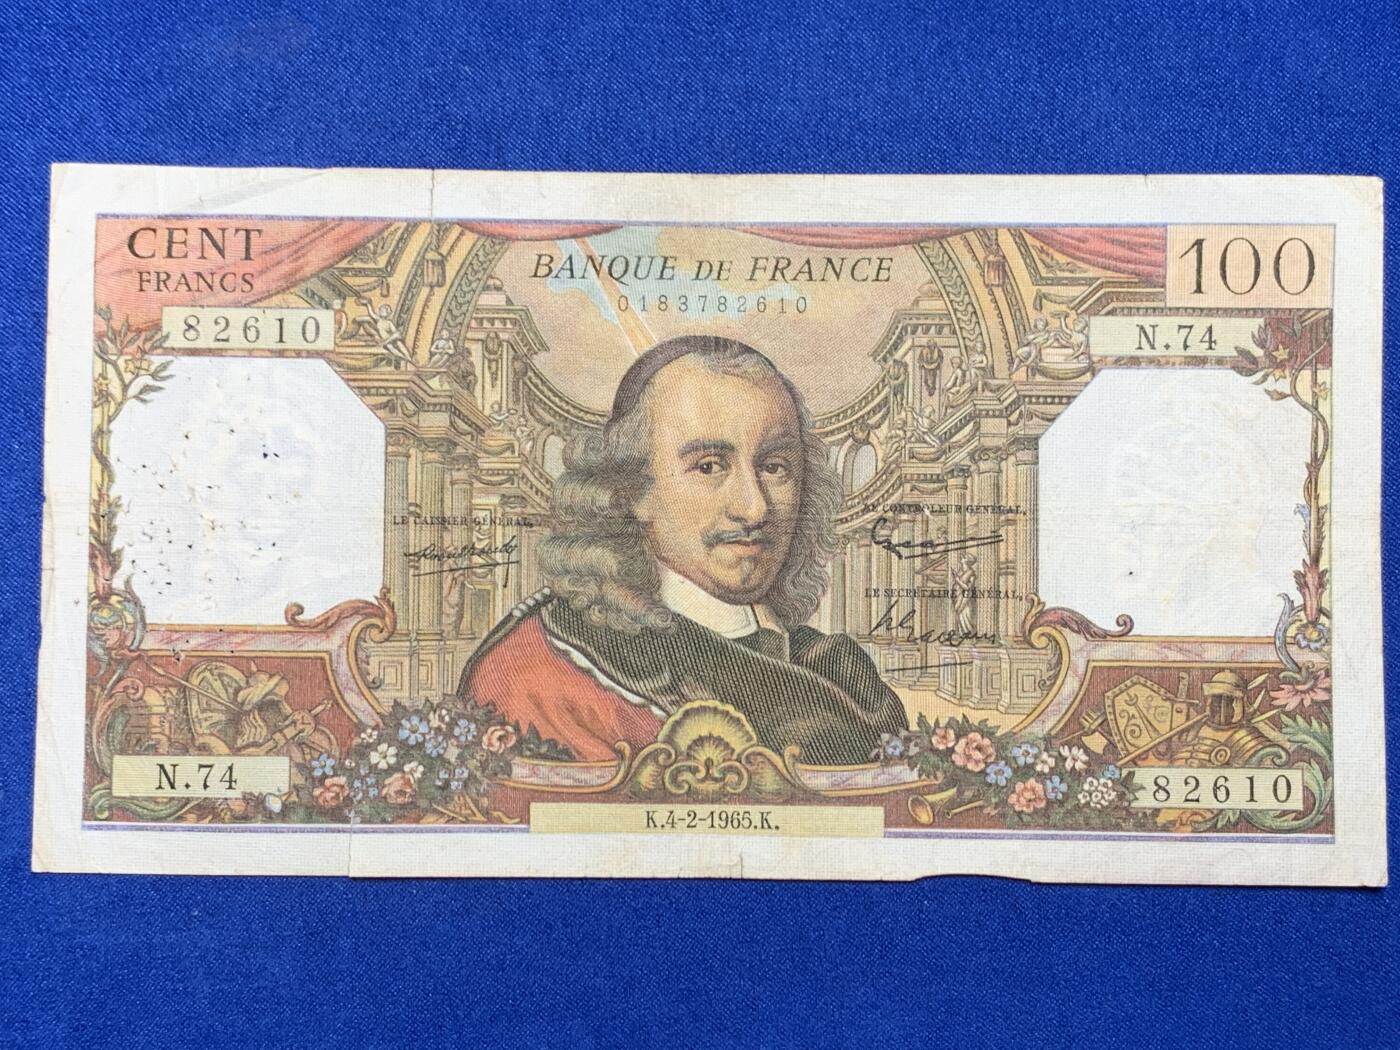 CENT
FRANCS
BANQUE DE FRANCE
100
0183782610
82610
N.74
LE CAISSIER GÉNÉRAL,
LE CONTROLEUR GÉNÉRAL,
LE SECRÉTAIRE GÉNÉRAL,
N.74
82610
K.4-2-1965.K.